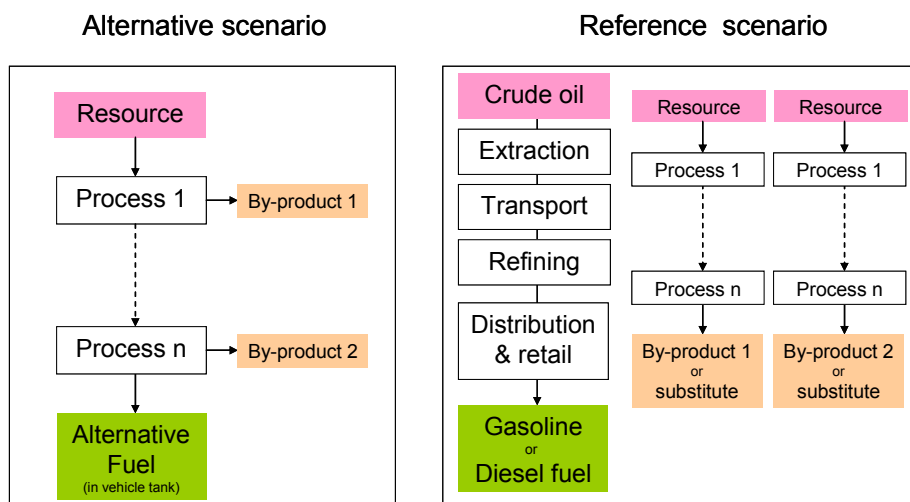 Alternative scenario
Resource
Process 1
By-product 1
Process n
By-product 2
Alternative
Fuel
(in vehicle tank)
Reference scenario
Crude oil
Extraction
Transport
Refining
Distribution
& retail
Gasoline
or
Diesel fuel
Resource
Process 1
Process n
By-product 1
or
substitute
Resource
Process 1
Process n
By-product 2
or
substitute